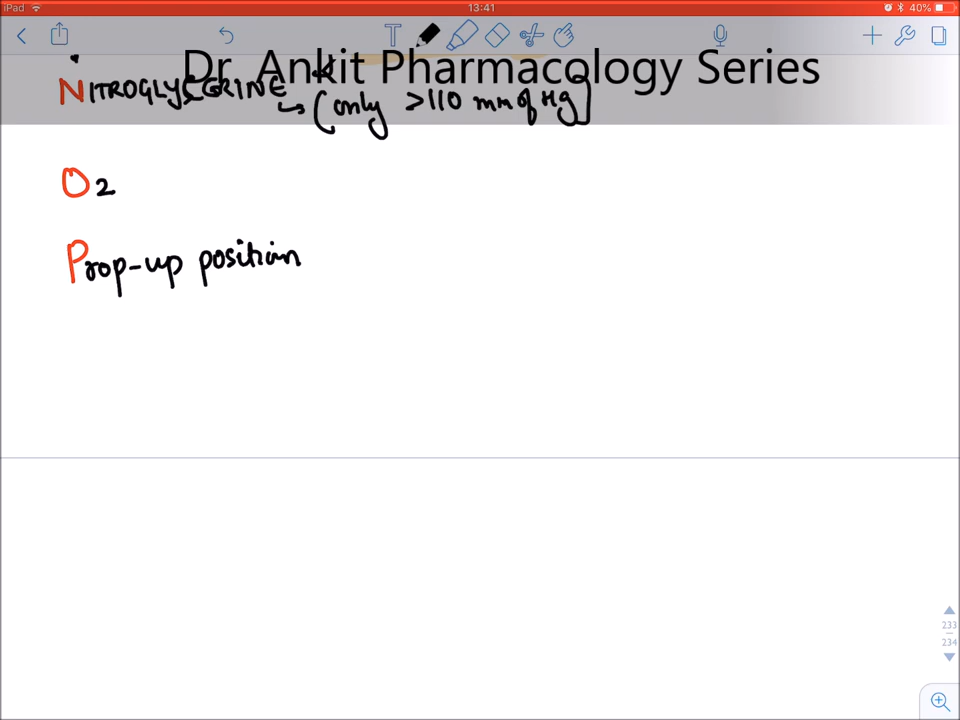 iPad 13:41 40%
T
Dr. Ankit Pharmacology Series
NITROGLYCERINE
(only >110 mm of Hg]
O2
Prop-up position
233
234